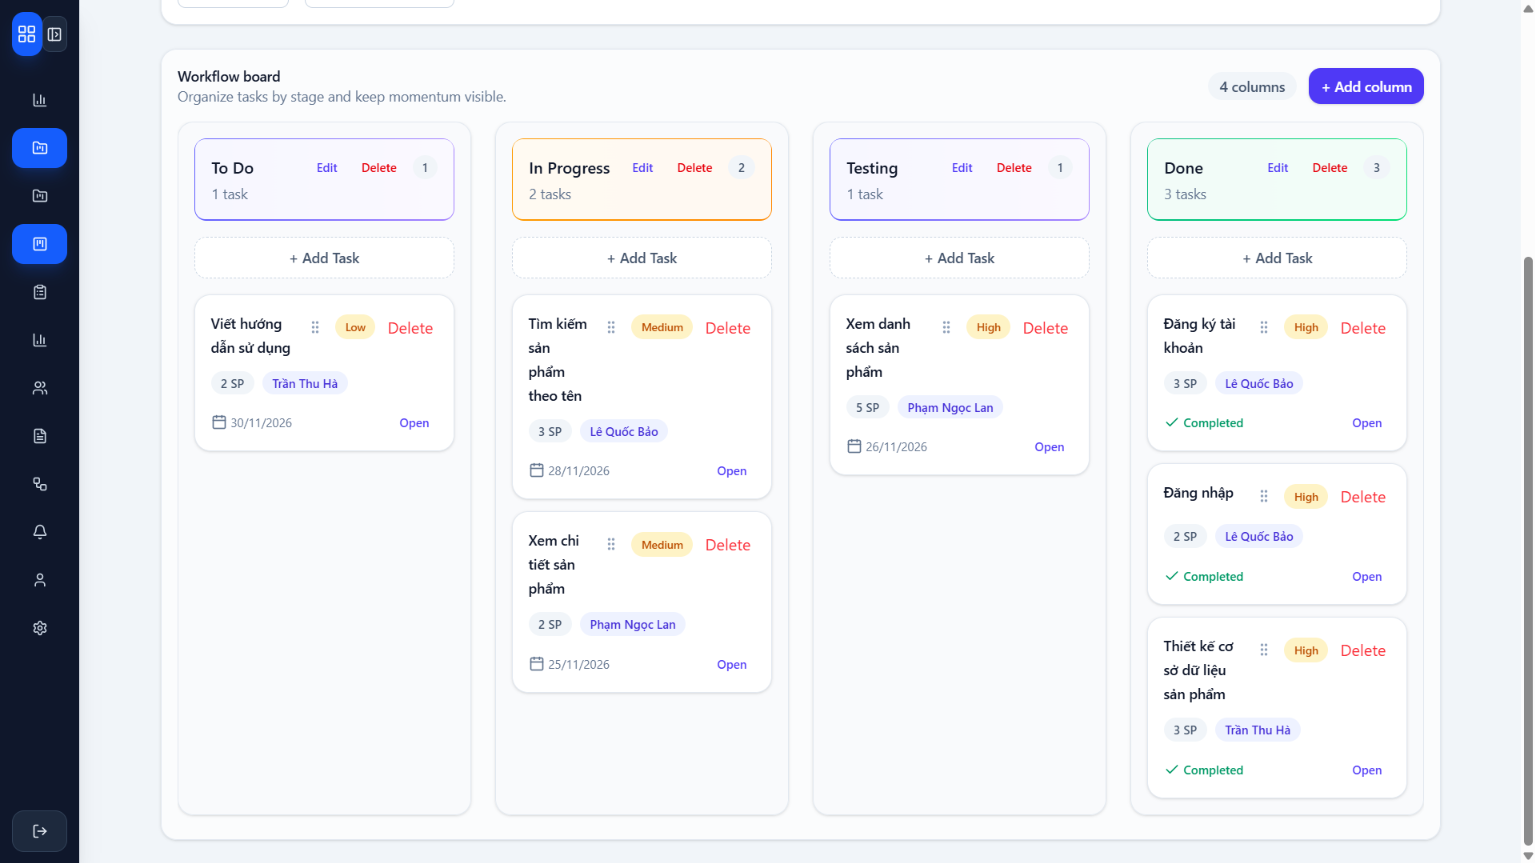 Workflow board
Organize tasks by stage and keep momentum visible.
4 columns
+ Add column
To Do
Edit
Delete
1
1 task
+ Add Task
Viết hướng
dẫn sử dụng
Low
Delete
2 SP
Trần Thu Hà
30/11/2026
Open
In Progress
Edit
Delete
2
2 tasks
+ Add Task
Tìm kiếm
sản
phẩm
theo tên
Medium
Delete
3 SP
Lê Quốc Bảo
28/11/2026
Open
Xem chi
tiết sản
phẩm
Medium
Delete
2 SP
Phạm Ngọc Lan
25/11/2026
Open
Testing
Edit
Delete
1
1 task
+ Add Task
Xem danh
sách sản
phẩm
High
Delete
5 SP
Phạm Ngọc Lan
26/11/2026
Open
Done
Edit
Delete
3
3 tasks
+ Add Task
Đăng ký tài
khoản
High
Delete
3 SP
Lê Quốc Bảo
Completed
Open
Đăng nhập
High
Delete
2 SP
Lê Quốc Bảo
Completed
Open
Thiết kế cơ
sở dữ liệu
sản phẩm
High
Delete
3 SP
Trần Thu Hà
Completed
Open